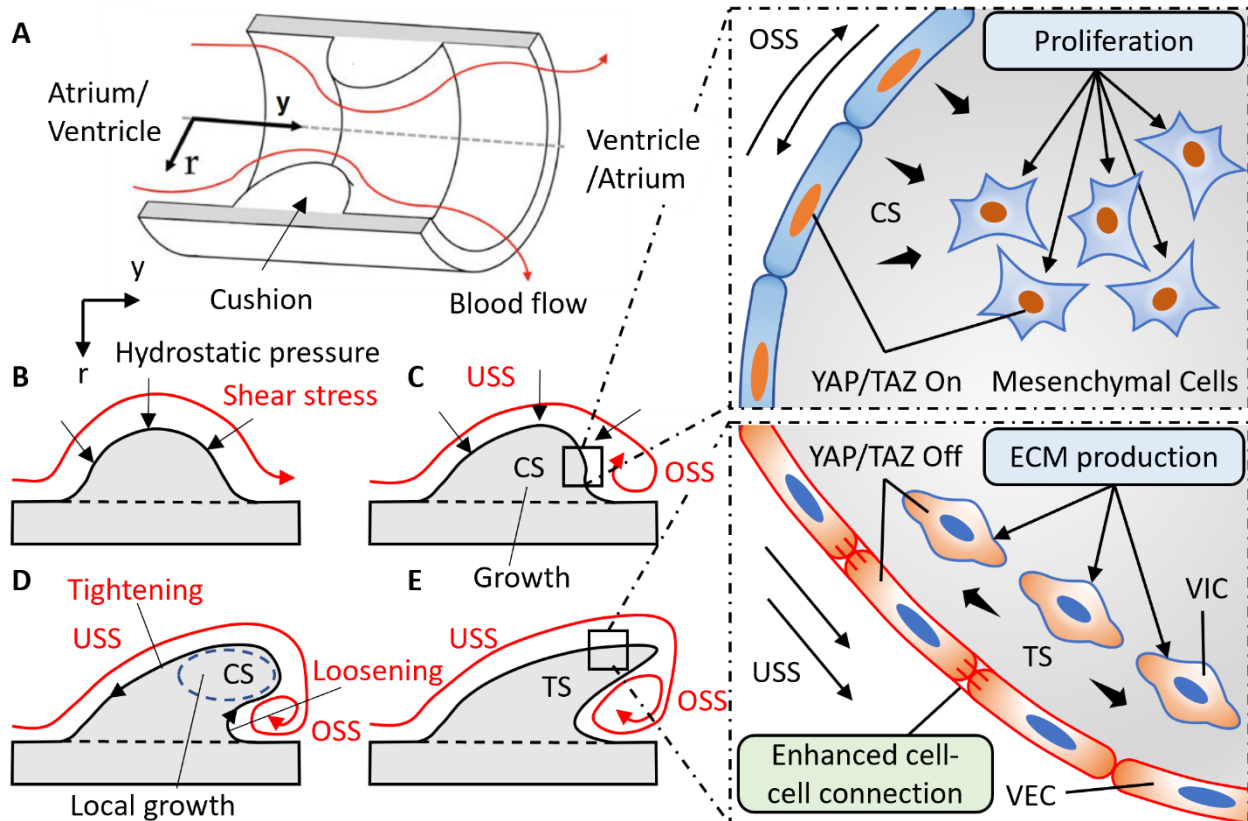 A
Atrium/
Ventricle
y
r
Ventricle
/Atrium
Cushion
Blood flow
y
r
OSS
Proliferation
CS
YAP/TAZ On
Mesenchymal Cells
B
Hydrostatic pressure
Shear stress
C
USS
CS
OSS
Growth
D
Tightening
USS
CS
Loosening
OSS
Local growth
E
USS
TS
OSS
YAP/TAZ Off
ECM production
VIC
TS
USS
Enhanced cell-
cell connection
VEC